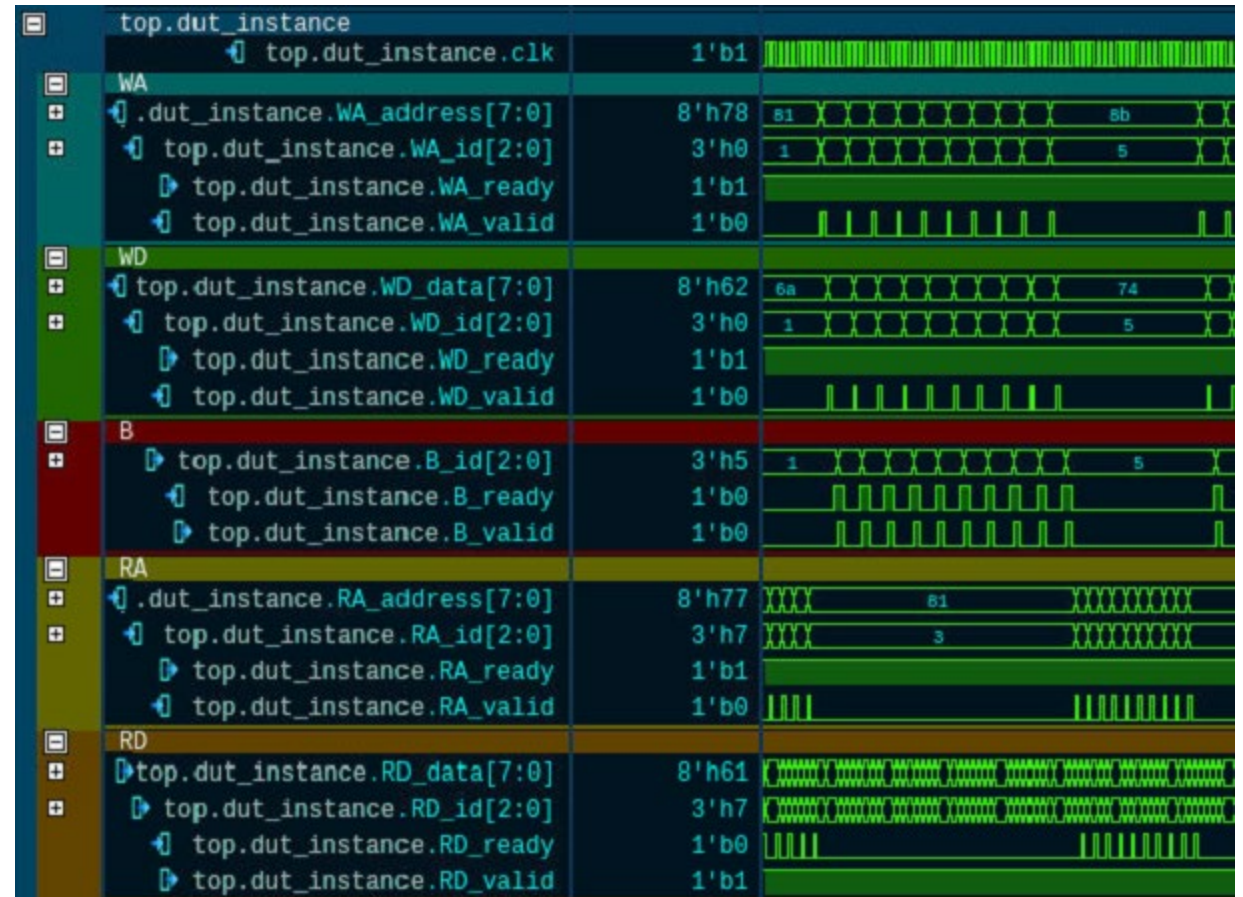 top.dut_instance
top.dut_instance.clk 1'b1
WA
.dut_instance.WA_address[7:0] 8'h78 81 8b
top.dut_instance.WA_id[2:0] 3'h0 1 5
top.dut_instance.WA_ready 1'b1
top.dut_instance.WA_valid 1'b0
WD
top.dut_instance.WD_data[7:0] 8'h62 6a 74
top.dut_instance.WD_id[2:0] 3'h0 1 5
top.dut_instance.WD_ready 1'b1
top.dut_instance.WD_valid 1'b0
B
top.dut_instance.B_id[2:0] 3'h5 1 5
top.dut_instance.B_ready 1'b0
top.dut_instance.B_valid 1'b0
RA
.dut_instance.RA_address[7:0] 8'h77 81
top.dut_instance.RA_id[2:0] 3'h7 3
top.dut_instance.RA_ready 1'b1
top.dut_instance.RA_valid 1'b0
RD
top.dut_instance.RD_data[7:0] 8'h61
top.dut_instance.RD_id[2:0] 3'h7
top.dut_instance.RD_ready 1'b0
top.dut_instance.RD_valid 1'b1